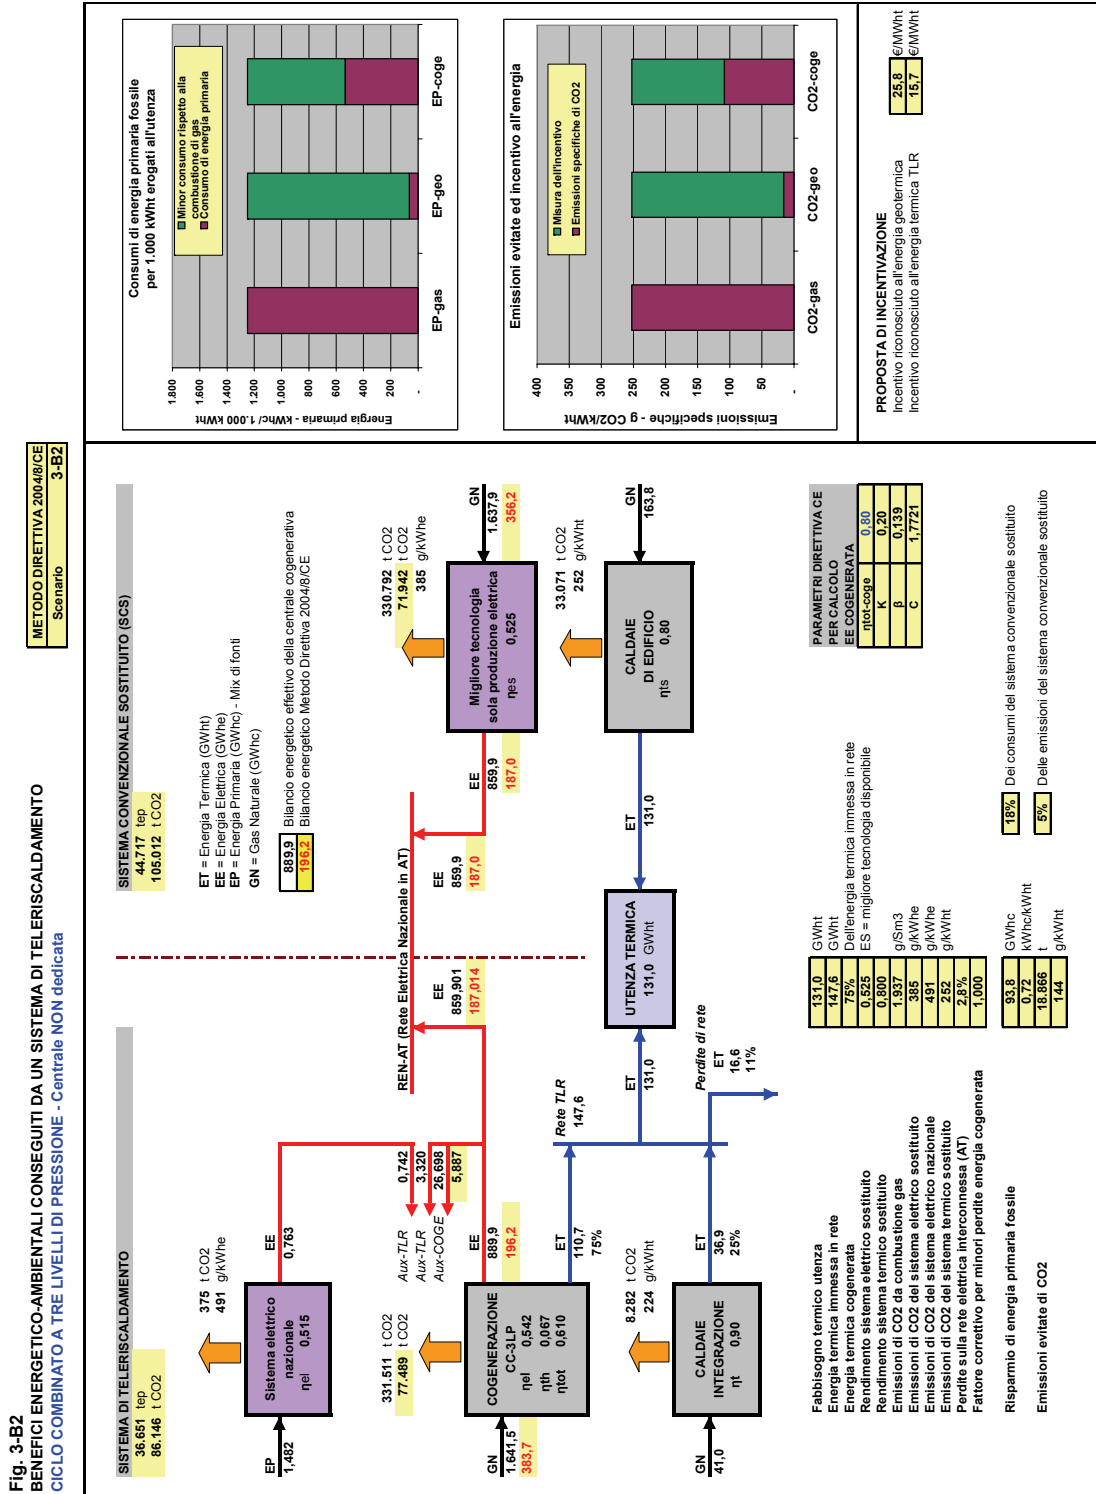 Fig. 3-B2
BENEFICI ENERGETICO-AMBIENTALI CONSEGUITI DA UN SISTEMA DI TELERISCALDAMENTO
CICLO COMBINATO A TRE LIVELLI DI PRESSIONE - Centrale NON dedicata
METODO DIRETTIVA 2004/8/CE
Scenario 3-B2
SISTEMA DI TELERISCALDAMENTO
36.651 tep
86.146 t CO2
SISTEMA CONVENZIONALE SOSTITUITO (SCS)
44.717 tep
105.012 t CO2
ET = Energia Termica (GWht)
EE = Energia Elettrica (GWhe)
EP = Energia Primaria (GWhc) - Mix di fonti
GN = Gas Naturale (GWhc)
889,9 Bilancio energetico effettivo della centrale cogenerativa
196,2 Bilancio energetico Metodo Direttiva 2004/8/CE
375 t CO2
491 g/kWhe
EP
1,482
Sistema elettrico
nazionale
ηel 0,515
EE
0,763
Aux-TLR 0,742
Aux-TLR 3,320
Aux-COGE 26,698
5,887
REN-AT (Rete Elettrica Nazionale in AT)
331.511 t CO2
77.489 t CO2
GN
1.641,5
383,7
COGENERAZIONE
CC-3LP
ηel 0,542
ηth 0,067
ηtot 0,610
EE
889,9
196,2
EE
859,901
187,014
EE
859,9
187,0
EE
859,9
187,0
330.792 t CO2
71.942 t CO2
385 g/kWhe
Migliore tecnologia
sola produzione elettrica
ηes 0,525
GN
1.637,9
356,2
ET
110,7
75%
Rete TLR
147,6
8.282 t CO2
224 g/kWht
GN
41,0
CALDAIE
INTEGRAZIONE
ηt 0,90
ET
36,9
25%
ET
131,0
Perdite di rete
ET
16,6
11%
UTENZA TERMICA
131,0 GWht
ET
131,0
33.071 t CO2
252 g/kWht
CALDAIE
DI EDIFICIO
ηts 0,80
GN
163,8
Fabbisogno termico utenza 131,0 GWht
Energia termica immessa in rete 147,6 GWht
Energia termica cogenerata 75% Dell'energia termica immessa in rete
Rendimento sistema elettrico sostituito 0,525 ES = migliore tecnologia disponibile
Rendimento sistema termico sostituito 0,800
Emissioni di CO2 da combustione gas 1.937 g/Sm3
Emissioni di CO2 del sistema elettrico sostituito 385 g/kWhe
Emissioni di CO2 del sistema elettrico nazionale 491 g/kWhe
Emissioni di CO2 del sistema termico sostituito 252 g/kWht
Perdite sulla rete elettrica interconnessa (AT) 2,8%
Fattore correttivo per minori perdite energia cogenerata 1,000
Risparmio di energia primaria fossile 93,8 GWhc 18% Dei consumi del sistema convenzionale sostituito
0,72 kWhc/kWht
Emissioni evitate di CO2 18.866 t 5% Delle emissioni del sistema convenzionale sostituito
144 g/kWht
PARAMETRI DIRETTIVA CE
PER CALCOLO
EE COGENERATA
ηtot-coge 0,80
K 0,20
β 0,139
C 1,7721
Consumi di energia primaria fossile
per 1.000 kWht erogati all'utenza
Energia primaria - kWhc/ 1.000 kWht
1.800
1.600
1.400
1.200
1.000
800
600
400
200
-
Minor consumo rispetto alla
combustione di gas
Consumo di energia primaria
EP-gas EP-geo EP-coge
Emissioni evitate ed incentivo all'energia
Emissioni specifiche - g CO2/kWht
400
350
300
250
200
150
100
50
-
Misura dell'incentivo
Emissioni specifiche di CO2
CO2-gas CO2-geo CO2-coge
PROPOSTA DI INCENTIVAZIONE
Incentivo riconosciuto all'energia geotermica 25,8 €/MWht
Incentivo riconosciuto all'energia termica TLR 15,7 €/MWht